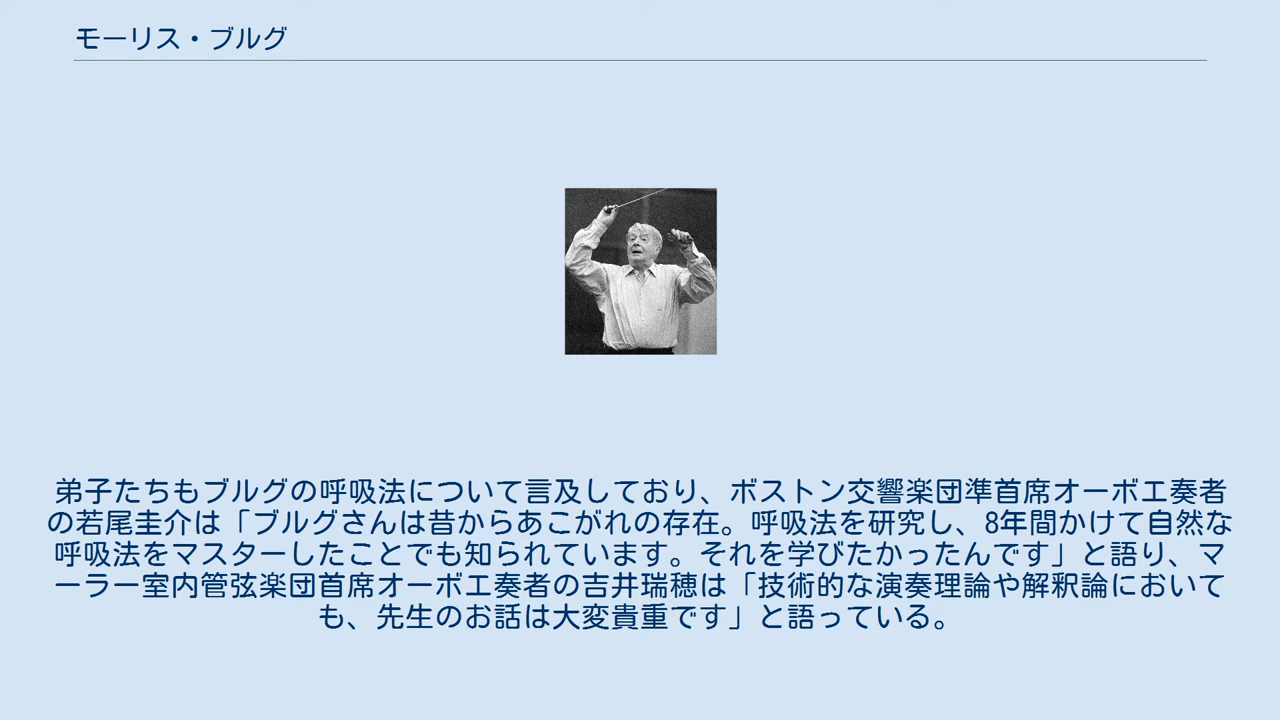 モーリス・ブルグ
弟子たちもブルグの呼吸法について言及しており、ボストン交響楽団準首席オーボエ奏者
の若尾圭介は「ブルグさんは昔からあこがれの存在。呼吸法を研究し、8年間かけて自然な
呼吸法をマスターしたことでも知られています。それを学びたかったんです」と語り、マ
ーラー室内管弦楽団首席オーボエ奏者の吉井瑞穂は「技術的な演奏理論や解釈論において
も、先生のお話は大変貴重です」と語っている。